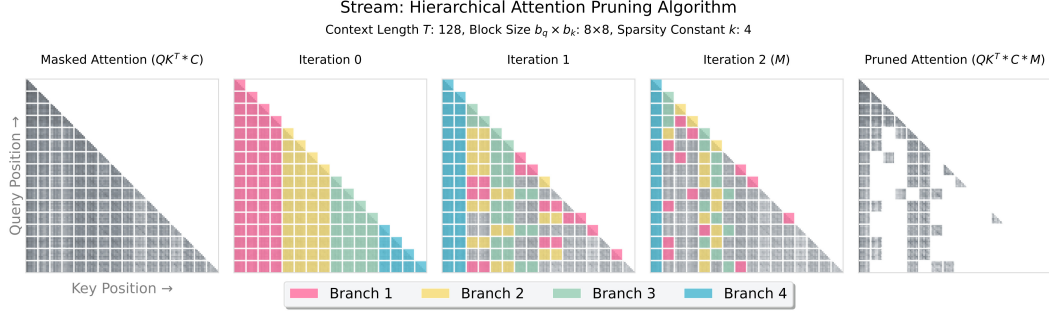 Stream: Hierarchical Attention Pruning Algorithm
Context Length T: 128, Block Size b_q × b_k: 8×8, Sparsity Constant k: 4
Masked Attention (QK^T * C)
Iteration 0
Iteration 1
Iteration 2 (M)
Pruned Attention (QK^T * C * M)
Query Position →
Key Position →
Branch 1
Branch 2
Branch 3
Branch 4